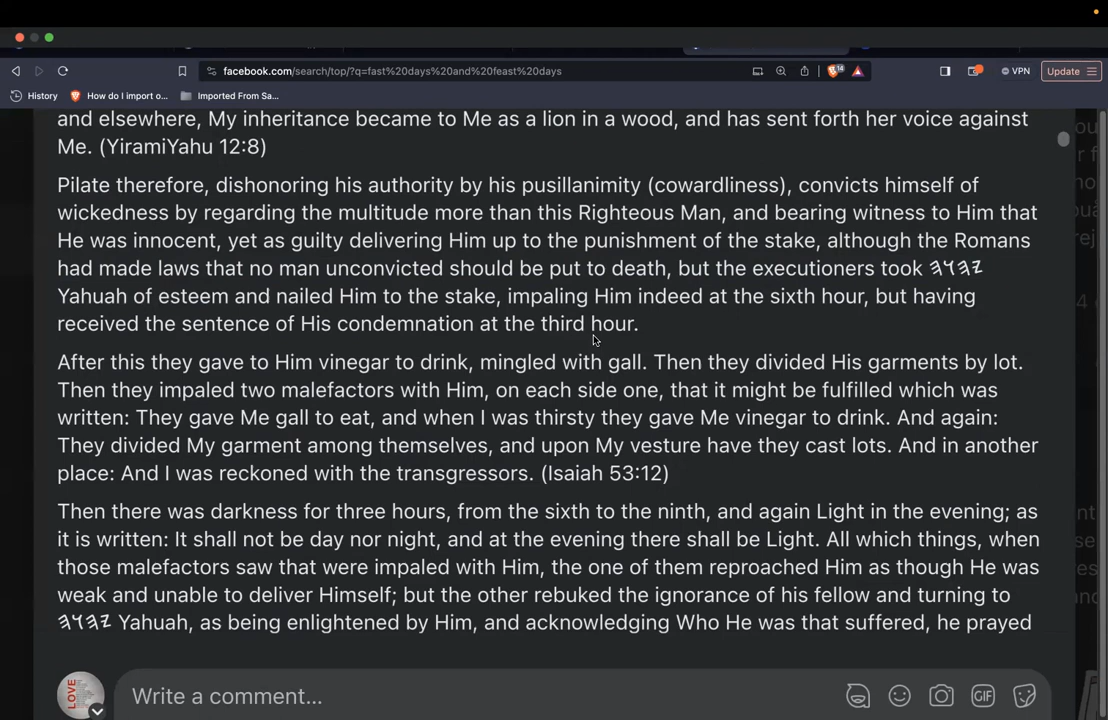 facebook.com/search/top/?q=fast%20days%20and%20feast%20days
14
VPN
Update
History
How do I import o...
Imported From Sa...
and elsewhere, My inheritance became to Me as a lion in a wood, and has sent forth her voice against
Me. (YiramiYahu 12:8)
Pilate therefore, dishonoring his authority by his pusillanimity (cowardliness), convicts himself of
wickedness by regarding the multitude more than this Righteous Man, and bearing witness to Him that
He was innocent, yet as guilty delivering Him up to the punishment of the stake, although the Romans
had made laws that no man unconvicted should be put to death, but the executioners took 𐤉𐤄𐤅𐤄
Yahuah of esteem and nailed Him to the stake, impaling Him indeed at the sixth hour, but having
received the sentence of His condemnation at the third hour.
After this they gave to Him vinegar to drink, mingled with gall. Then they divided His garments by lot.
Then they impaled two malefactors with Him, on each side one, that it might be fulfilled which was
written: They gave Me gall to eat, and when I was thirsty they gave Me vinegar to drink. And again:
They divided My garment among themselves, and upon My vesture have they cast lots. And in another
place: And I was reckoned with the transgressors. (Isaiah 53:12)
Then there was darkness for three hours, from the sixth to the ninth, and again Light in the evening; as
it is written: It shall not be day nor night, and at the evening there shall be Light. All which things, when
those malefactors saw that were impaled with Him, the one of them reproached Him as though He was
weak and unable to deliver Himself; but the other rebuked the ignorance of his fellow and turning to
𐤉𐤄𐤅𐤄 Yahuah, as being enlightened by Him, and acknowledging Who He was that suffered, he prayed
LOVE
Write a comment...
GIF